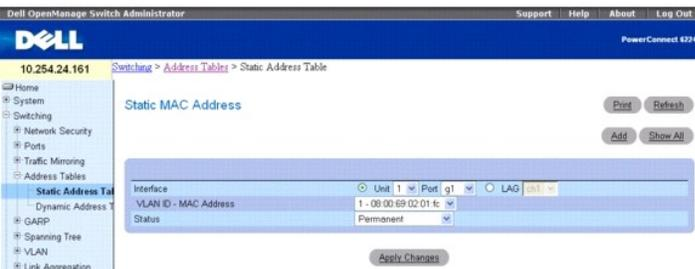 Dell OpenManage Switch Administrator Support Help About Log Out
DELL
PowerConnect 6224
10.254.24.161 Switching > Address Tables > Static Address Table
Home
System
Switching
Network Security
Ports
Traffic Mirroring
Address Tables
Static Address Tal
Dynamic Address T
GARP
Spanning Tree
VLAN
Link Aggregation
Static MAC Address
Print Refresh
Add Show All
Interface Unit 1 Port g1 LAG ch1
VLAN ID - MAC Address 1 - 08:00:69:02:01:fc
Status Permanent
Apply Changes